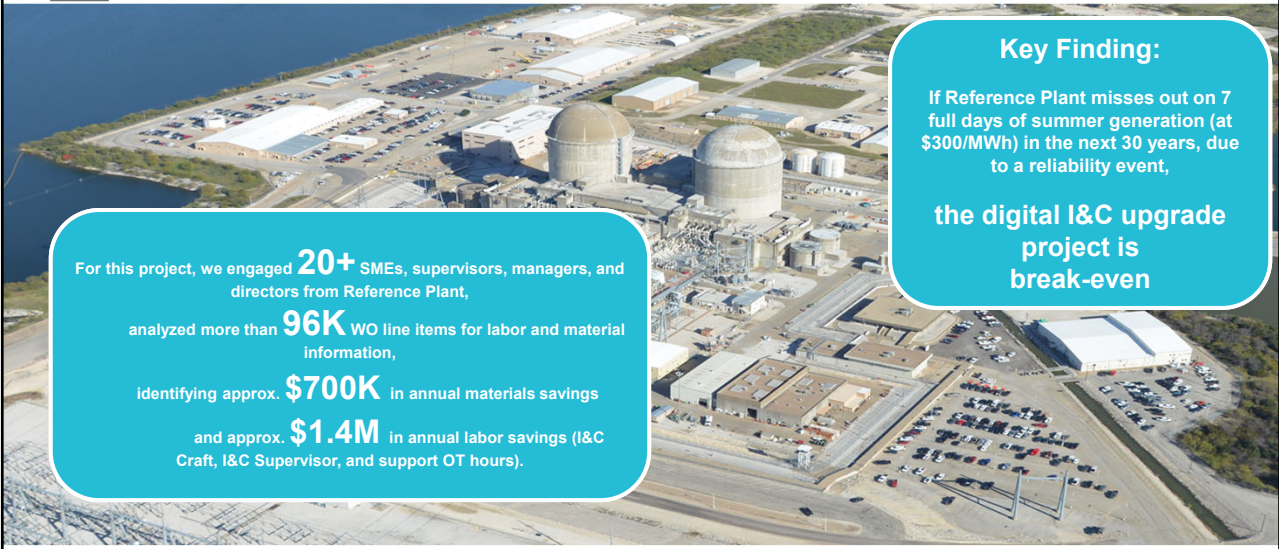 Key Finding:
If Reference Plant misses out on 7
full days of summer generation (at
$300/MWh) in the next 30 years, due
to a reliability event,
the digital I&C upgrade
project is
break-even
For this project, we engaged 20+ SMEs, supervisors, managers, and
directors from Reference Plant,
analyzed more than 96K WO line items for labor and material
information,
identifying approx. $700K in annual materials savings
and approx. $1.4M in annual labor savings (I&C
Craft, I&C Supervisor, and support OT hours).